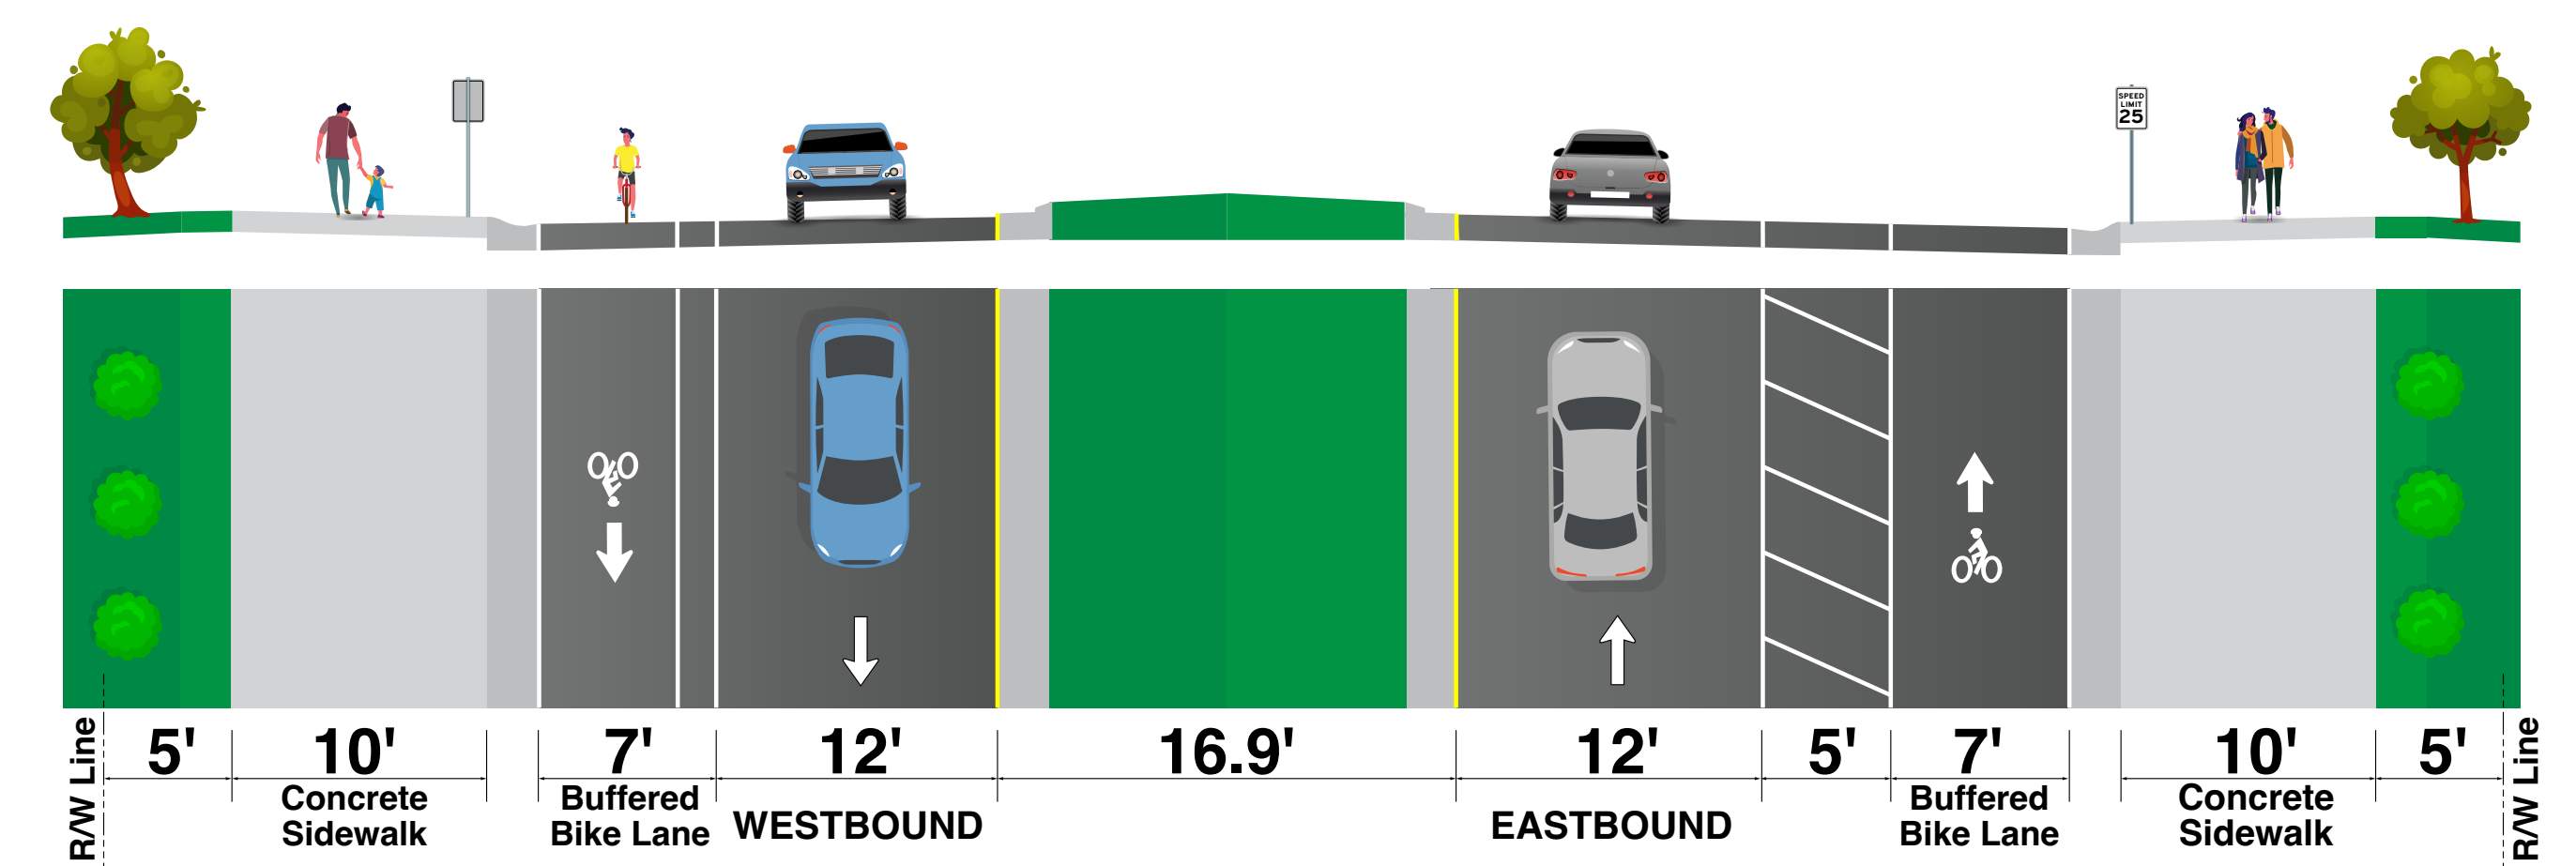 SPEED
LIMIT
25
R/W Line
5'
10'
Concrete
Sidewalk
7'
Buffered
Bike Lane
12'
WESTBOUND
16.9'
12'
EASTBOUND
5'
7'
Buffered
Bike Lane
10'
Concrete
Sidewalk
5'
R/W Line